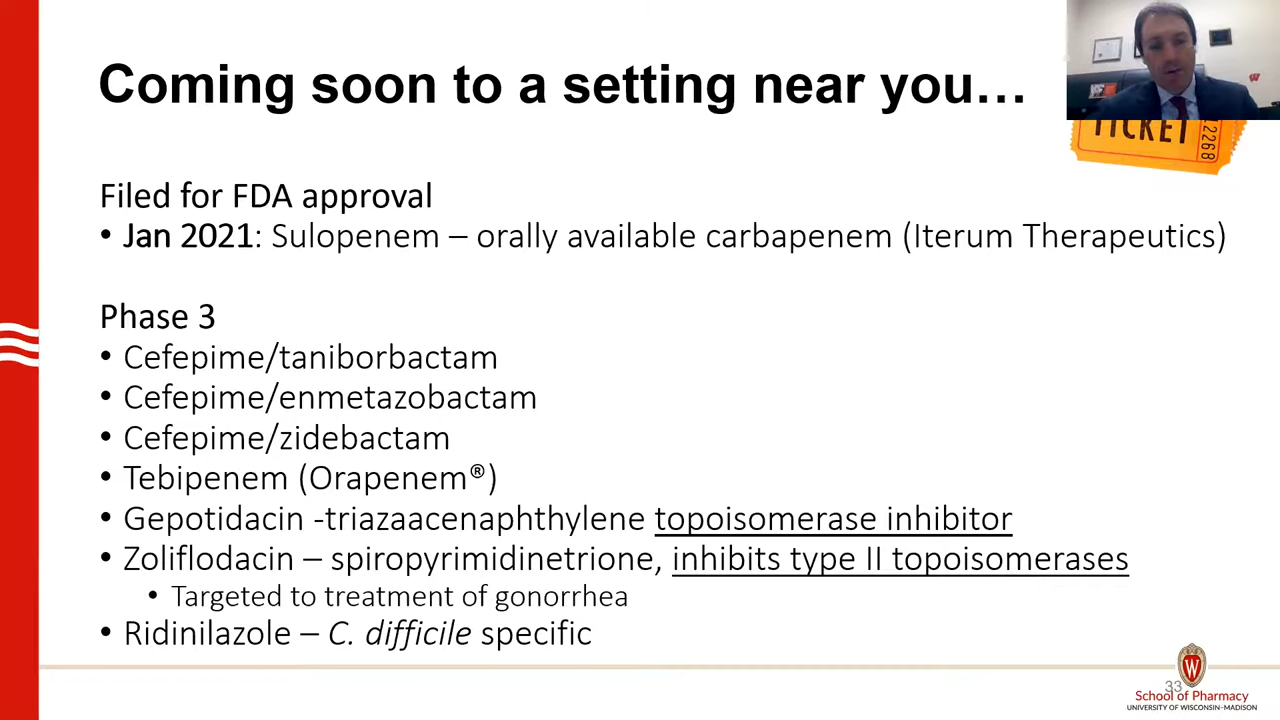 Coming soon to a setting near you…
TICKET
12268
Filed for FDA approval
• Jan 2021: Sulopenem – orally available carbapenem (Iterum Therapeutics)
Phase 3
• Cefepime/taniborbactam
• Cefepime/enmetazobactam
• Cefepime/zidebactam
• Tebipenem (Orapenem®)
• Gepotidacin -triazaacenaphthylene topoisomerase inhibitor
• Zoliflodacin – spiropyrimidinetrione, inhibits type II topoisomerases
• Targeted to treatment of gonorrhea
• Ridinilazole – C. difficile specific
W
33
School of Pharmacy
UNIVERSITY OF WISCONSIN-MADISON